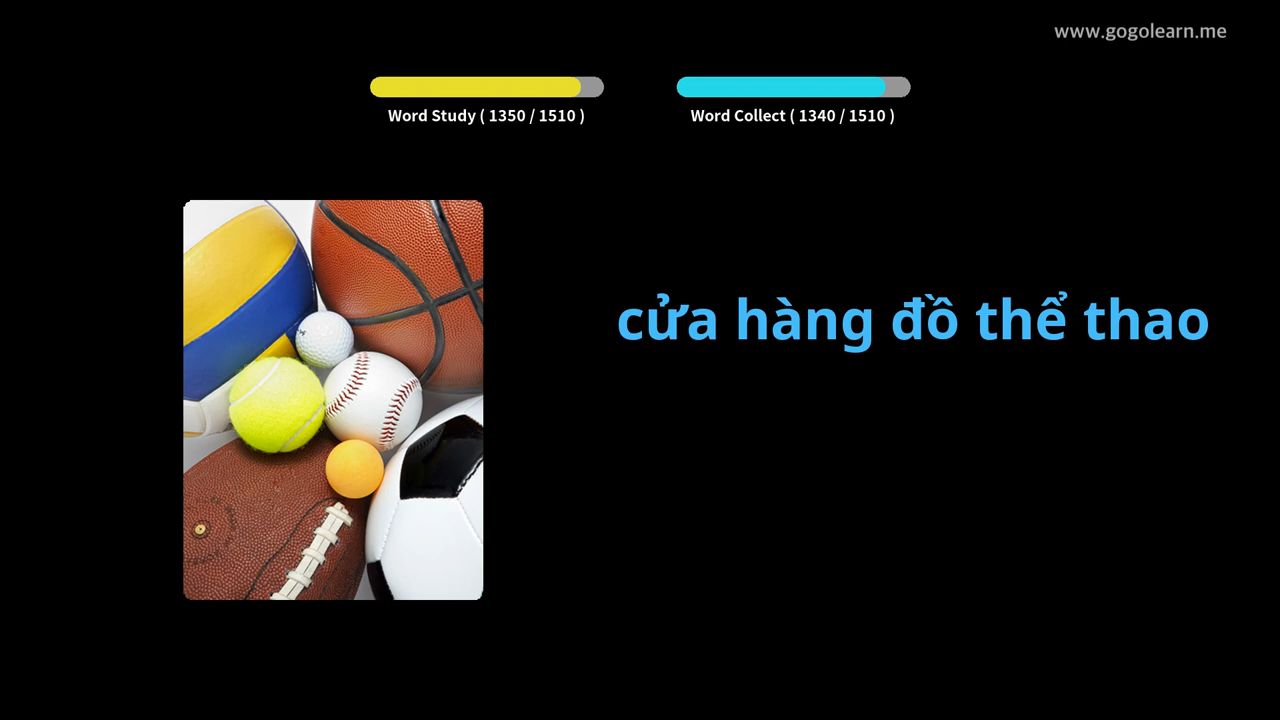 www.gogolearn.me
Word Study ( 1350 / 1510 )
Word Collect ( 1340 / 1510 )
cửa hàng đồ thể thao